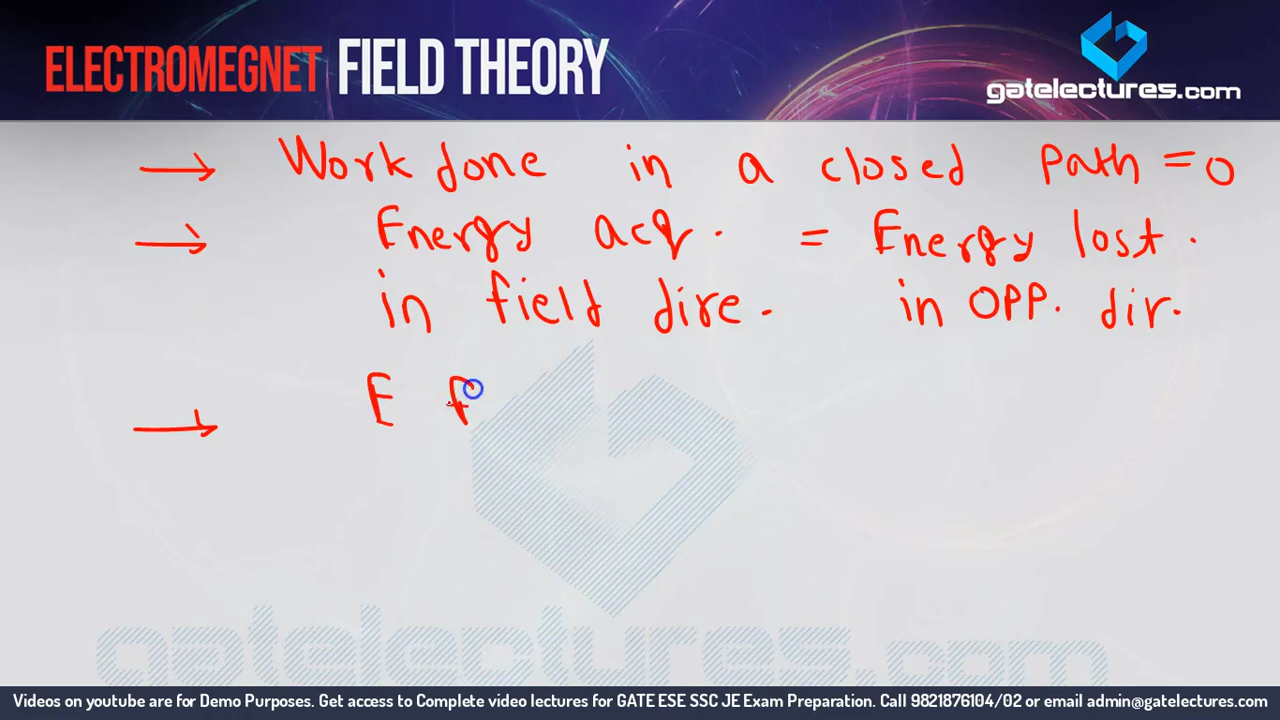 ELECTROMEGNET FIELD THEORY
gatelectures.com
→ Work done in a closed Path = 0
→ Energy acq. = Energy lost.
in field dire. in OPP. dir.
→ E f
gatelectures.com
Videos on youtube are for Demo Purposes. Get access to Complete video lectures for GATE ESE SSC JE Exam Preparation. Call 9821876104/02 or email admin@gatelectures.com